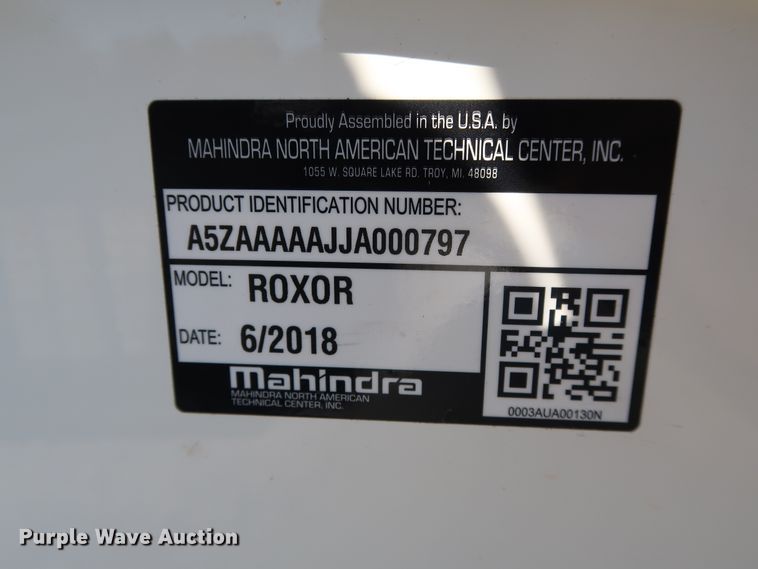 Proudly Assembled in the U.S.A. by
MAHINDRA NORTH AMERICAN TECHNICAL CENTER, INC.
1055 W. SQUARE LAKE RD. TROY, MI. 48098
PRODUCT IDENTIFICATION NUMBER:
A5ZAAAAAJJA000797
MODEL: ROXOR
DATE: 6/2018
Mahindra
MAHINDRA NORTH AMERICAN
TECHNICAL CENTER, INC.
0003AUA00130N
Purple Wave Auction